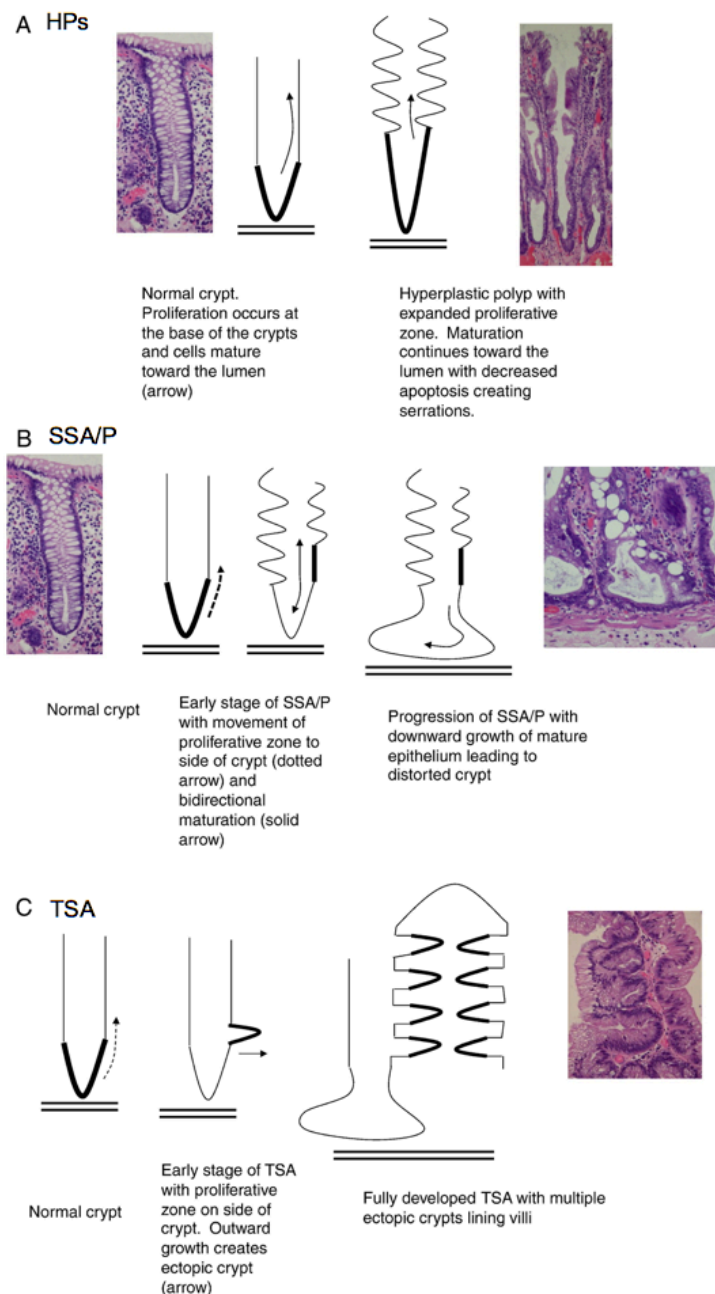 A HPs
Normal crypt.
Proliferation occurs at
the base of the crypts
and cells mature
toward the lumen
(arrow)
Hyperplastic polyp with
expanded proliferative
zone. Maturation
continues toward the
lumen with decreased
apoptosis creating
serrations.
B SSA/P
Normal crypt
Early stage of SSA/P
with movement of
proliferative zone to
side of crypt (dotted
arrow) and
bidirectional
maturation (solid
arrow)
Progression of SSA/P with
downward growth of mature
epithelium leading to
distorted crypt
C TSA
Normal crypt
Early stage of TSA
with proliferative
zone on side of
crypt. Outward
growth creates
ectopic crypt
(arrow)
Fully developed TSA with multiple
ectopic crypts lining villi